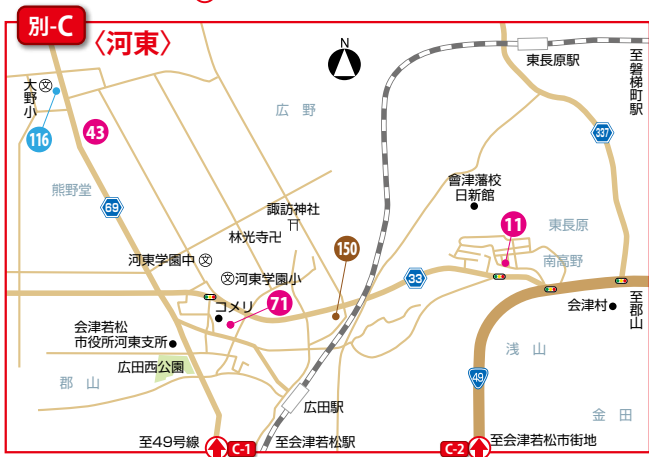 別-C
〈河東〉
N
東長原駅
至磐梯町駅
大野小
文
116
43
広野
337
熊野堂
69
會津藩校
日新館
諏訪神社
林光寺卍
11
東長原
150
河東学園中
文
南高野
文
河東学園小
33
71
コメリ
会津村
至郡山
会津若松
市役所河東支所
浅山
広田西公園
49
郡山
広田駅
金田
至49号線
C-1
至会津若松駅
C-2
至会津若松市街地